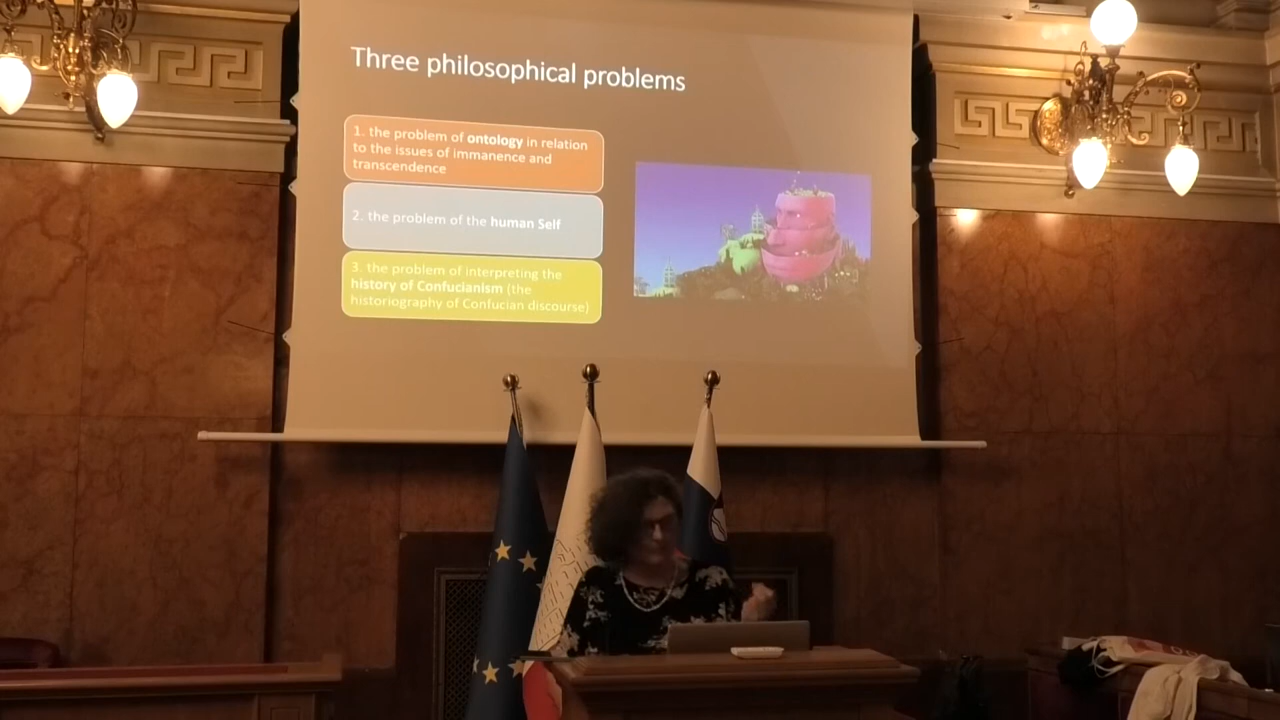 Three philosophical problems
1. the problem of ontology in relation
to the issues of immanence and
transcendence
2. the problem of the human Self
3. the problem of interpreting the
history of Confucianism (the
historiography of Confucian discourse)